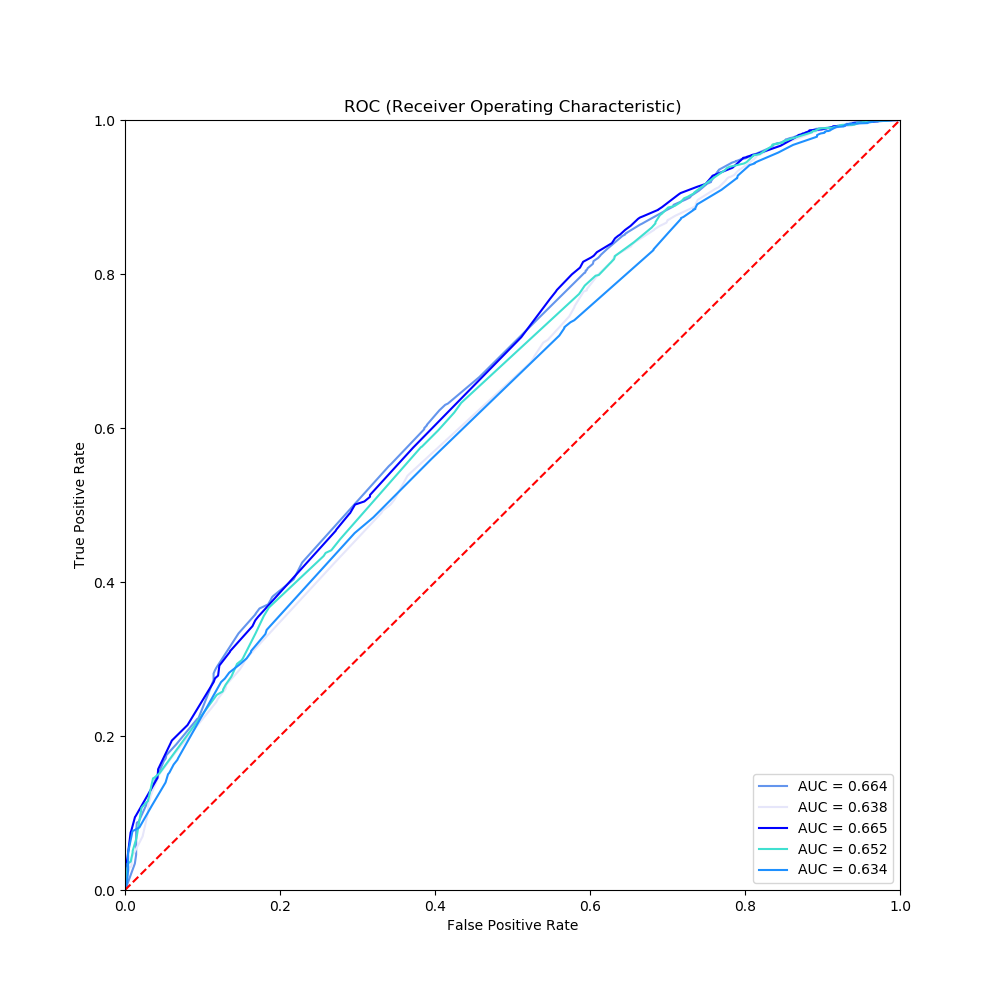 ROC (Receiver Operating Characteristic)
1.0
0.8
0.6
0.4
0.2
0.0
True Positive Rate
AUC = 0.664
AUC = 0.638
AUC = 0.665
AUC = 0.652
AUC = 0.634
0.0 0.2 0.4 0.6 0.8 1.0
False Positive Rate